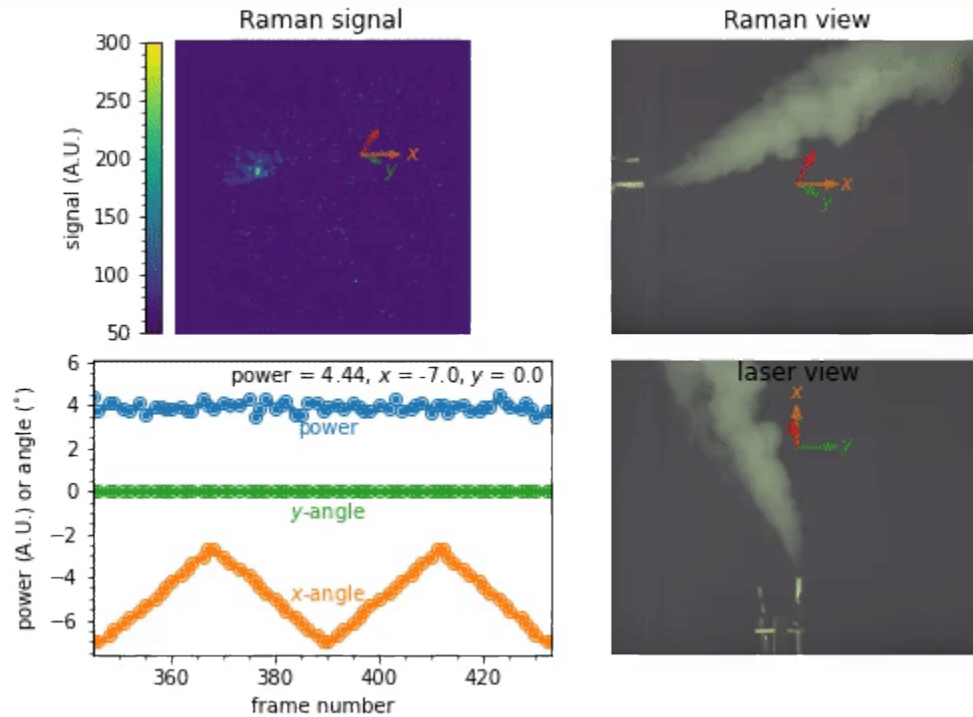 Raman signal
Raman view
300
250
200
150
100
50
signal (A.U.)
x
y
x
y
6
4
2
0
−2
−4
−6
power (A.U.) or angle (°)
power = 4.44, x = -7.0, y = 0.0
power
y-angle
x-angle
360
380
400
420
frame number
laser view
x
y